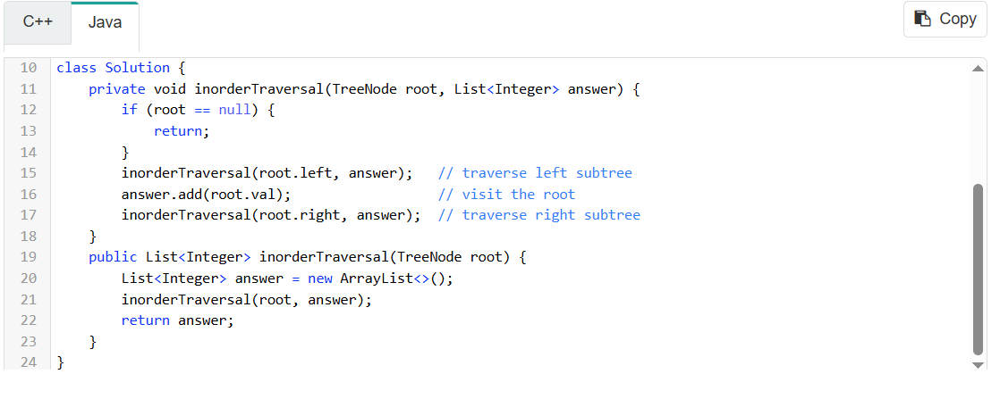 C++
Java
Copy
10 class Solution {
11     private void inorderTraversal(TreeNode root, List<Integer> answer) {
12         if (root == null) {
13             return;
14         }
15         inorderTraversal(root.left, answer);   // traverse left subtree
16         answer.add(root.val);                  // visit the root
17         inorderTraversal(root.right, answer);  // traverse right subtree
18     }
19     public List<Integer> inorderTraversal(TreeNode root) {
20         List<Integer> answer = new ArrayList<>();
21         inorderTraversal(root, answer);
22         return answer;
23     }
24 }